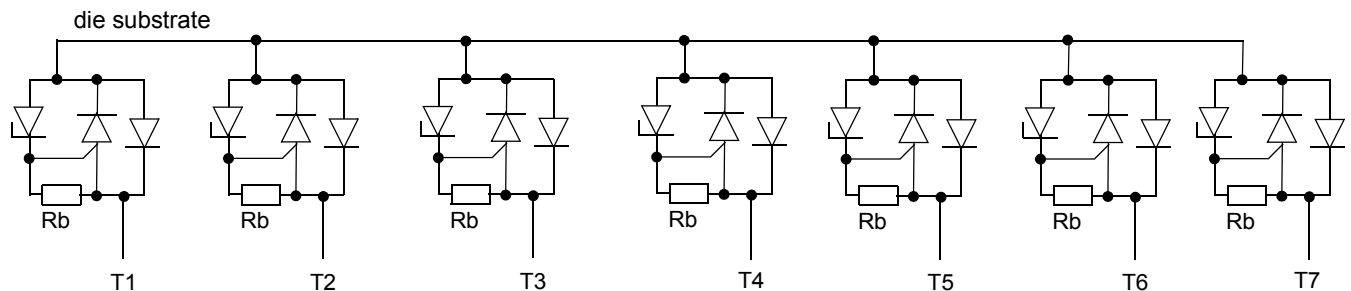 die substrate
Rb Rb Rb Rb Rb Rb Rb
T1 T2 T3 T4 T5 T6 T7